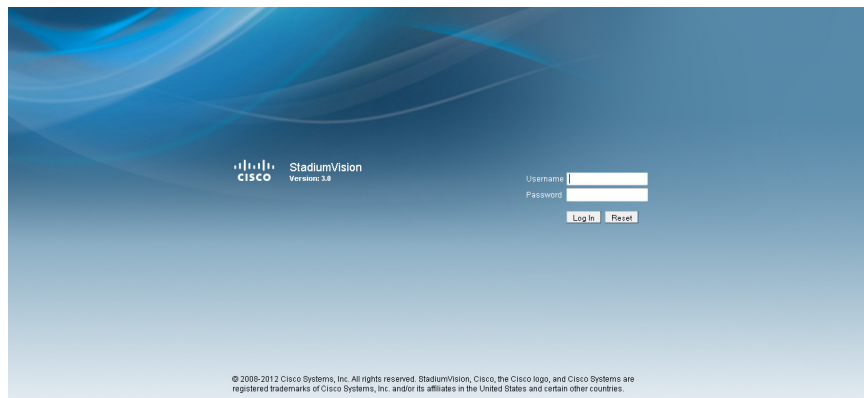 CISCO
StadiumVision
Version: 3.0
Username
Password
Log In Reset
© 2008-2012 Cisco Systems, Inc. All rights reserved. StadiumVision, Cisco, the Cisco logo, and Cisco Systems are
registered trademarks of Cisco Systems, Inc. and/or its affiliates in the United States and certain other countries.